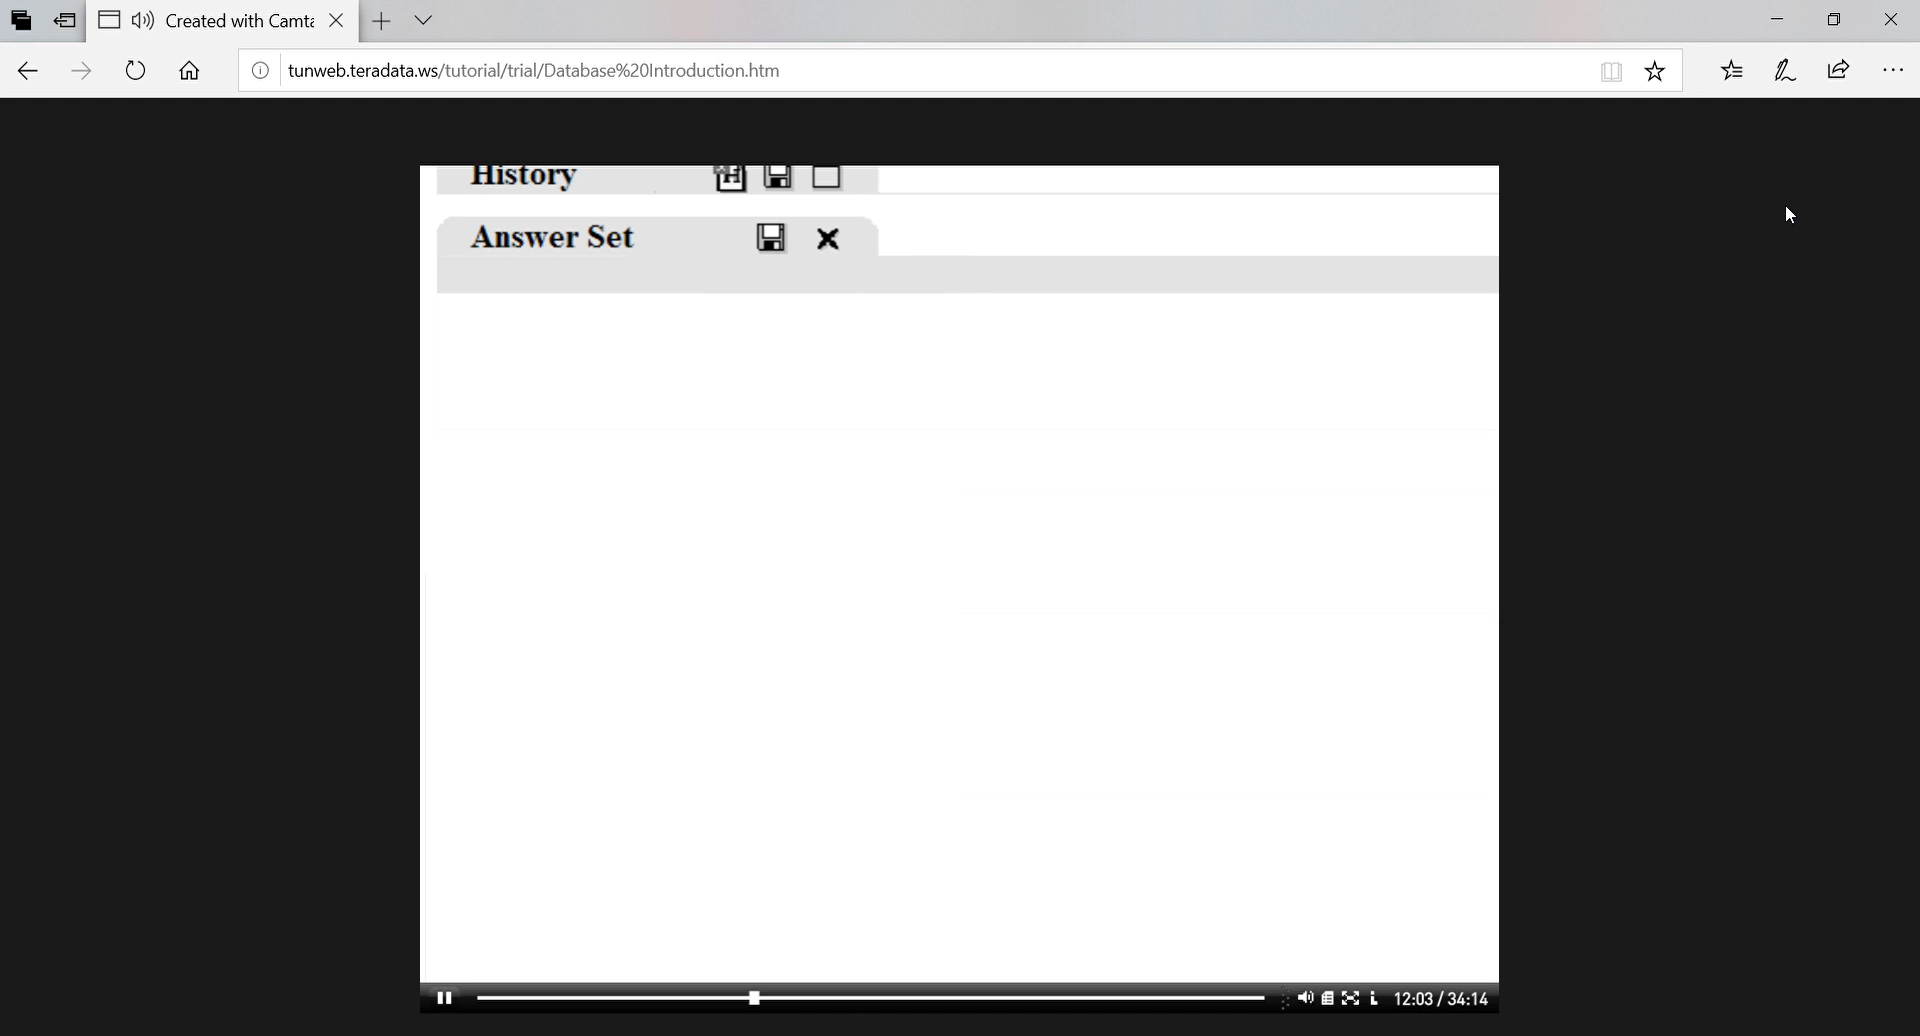 Created with Camta
tunweb.teradata.ws/tutorial/trial/Database%20Introduction.htm
History
H
Answer Set
12:03 / 34:14